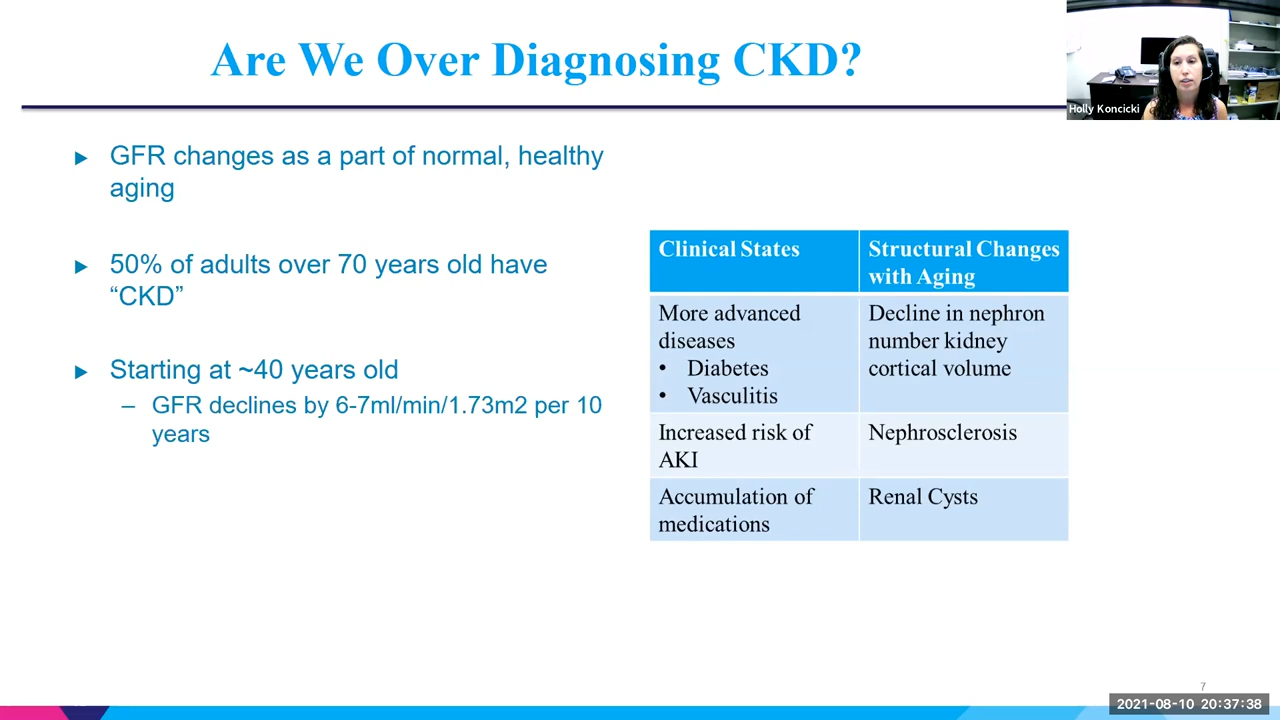 Are We Over Diagnosing CKD?
Holly Koncicki
► GFR changes as a part of normal, healthy
aging
► 50% of adults over 70 years old have
“CKD”
► Starting at ~40 years old
– GFR declines by 6-7ml/min/1.73m2 per 10
years
Clinical States
Structural Changes
with Aging
More advanced
diseases
• Diabetes
• Vasculitis
Decline in nephron
number kidney
cortical volume
Increased risk of
AKI
Nephrosclerosis
Accumulation of
medications
Renal Cysts
7
2021-08-10 20:37:38